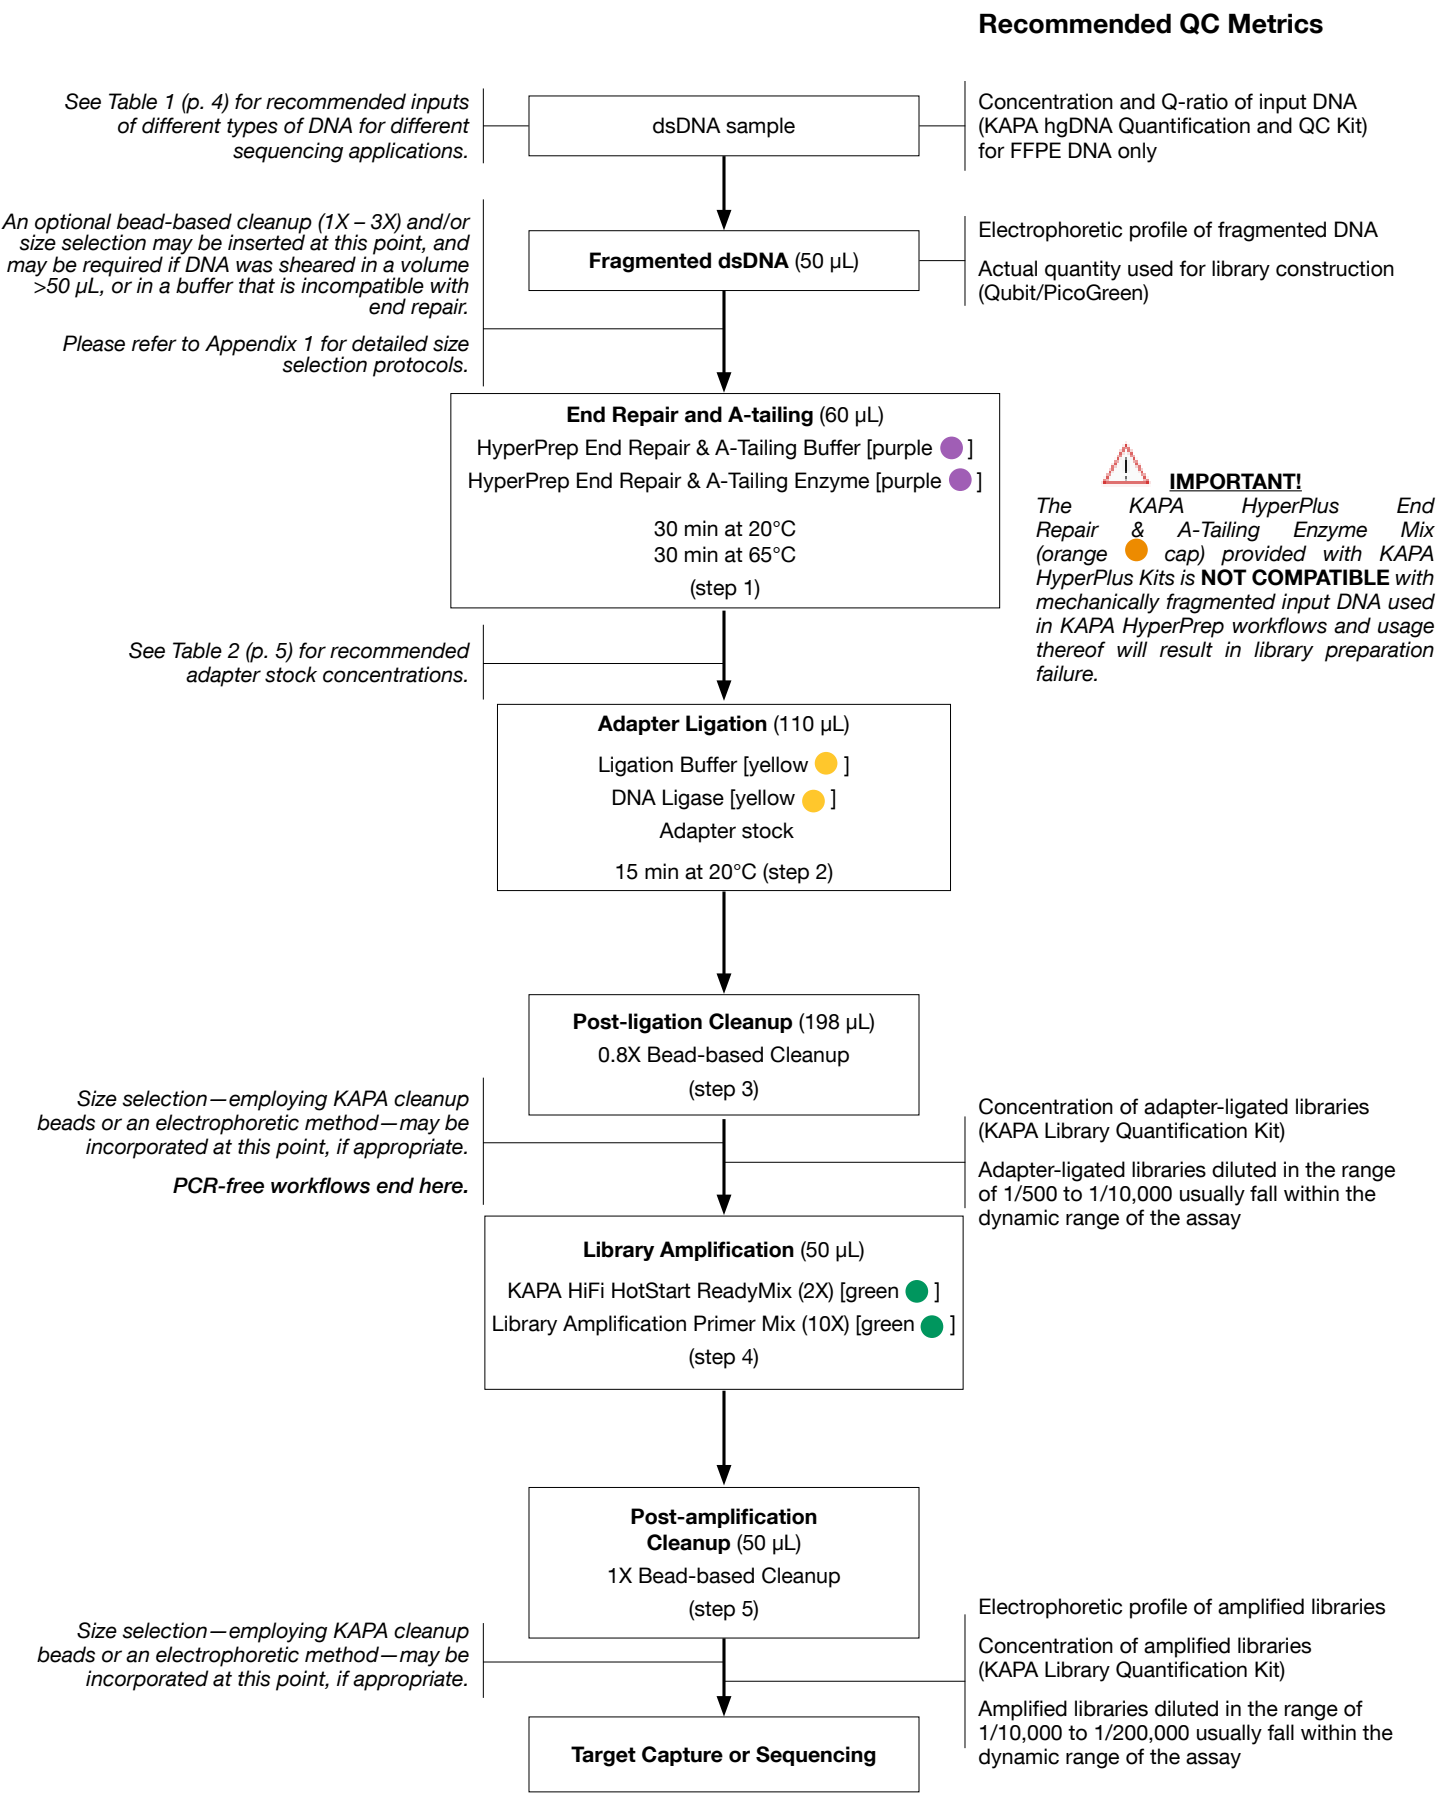 Recommended QC Metrics
See Table 1 (p. 4) for recommended inputs
of different types of DNA for different
sequencing applications.
dsDNA sample
Concentration and Q-ratio of input DNA
(KAPA hgDNA Quantification and QC Kit)
for FFPE DNA only
An optional bead-based cleanup (1X – 3X) and/or
size selection may be inserted at this point, and
may be required if DNA was sheared in a volume
>50 µL, or in a buffer that is incompatible with
end repair.
Please refer to Appendix 1 for detailed size
selection protocols.
Fragmented dsDNA (50 µL)
Electrophoretic profile of fragmented DNA
Actual quantity used for library construction
(Qubit/PicoGreen)
End Repair and A-tailing (60 µL)
HyperPrep End Repair & A-Tailing Buffer [purple ]
HyperPrep End Repair & A-Tailing Enzyme [purple ]
30 min at 20°C
30 min at 65°C
(step 1)
! IMPORTANT!
The KAPA HyperPlus End
Repair & A-Tailing Enzyme Mix
(orange cap) provided with KAPA
HyperPlus Kits is NOT COMPATIBLE with
mechanically fragmented input DNA used
in KAPA HyperPrep workflows and usage
thereof will result in library preparation
failure.
See Table 2 (p. 5) for recommended
adapter stock concentrations.
Adapter Ligation (110 µL)
Ligation Buffer [yellow ]
DNA Ligase [yellow ]
Adapter stock
15 min at 20°C (step 2)
Post-ligation Cleanup (198 µL)
0.8X Bead-based Cleanup
(step 3)
Size selection—employing KAPA cleanup
beads or an electrophoretic method—may be
incorporated at this point, if appropriate.
PCR-free workflows end here.
Concentration of adapter-ligated libraries
(KAPA Library Quantification Kit)
Adapter-ligated libraries diluted in the range
of 1/500 to 1/10,000 usually fall within the
dynamic range of the assay
Library Amplification (50 µL)
KAPA HiFi HotStart ReadyMix (2X) [green ]
Library Amplification Primer Mix (10X) [green ]
(step 4)
Post-amplification
Cleanup (50 µL)
1X Bead-based Cleanup
(step 5)
Size selection—employing KAPA cleanup
beads or an electrophoretic method—may be
incorporated at this point, if appropriate.
Electrophoretic profile of amplified libraries
Concentration of amplified libraries
(KAPA Library Quantification Kit)
Amplified libraries diluted in the range of
1/10,000 to 1/200,000 usually fall within the
dynamic range of the assay
Target Capture or Sequencing